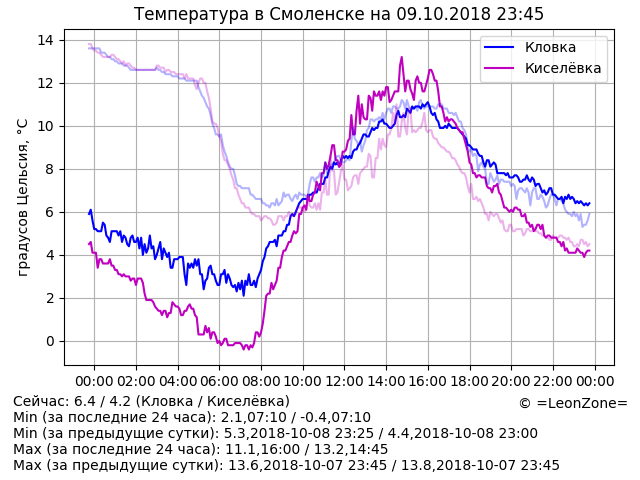 Температура в Смоленске на 09.10.2018 23:45
14
12
10
8
6
4
2
0
градусов Цельсия, °C
Кловка
Киселёвка
00:00 02:00 04:00 06:00 08:00 10:00 12:00 14:00 16:00 18:00 20:00 22:00 00:00
Сейчас: 6.4 / 4.2 (Кловка / Киселёвка)
© =LeonZone=
Min (за последние 24 часа): 2.1,07:10 / -0.4,07:10
Min (за предыдущие сутки): 5.3,2018-10-08 23:25 / 4.4,2018-10-08 23:00
Max (за последние 24 часа): 11.1,16:00 / 13.2,14:45
Max (за предыдущие сутки): 13.6,2018-10-07 23:45 / 13.8,2018-10-07 23:45